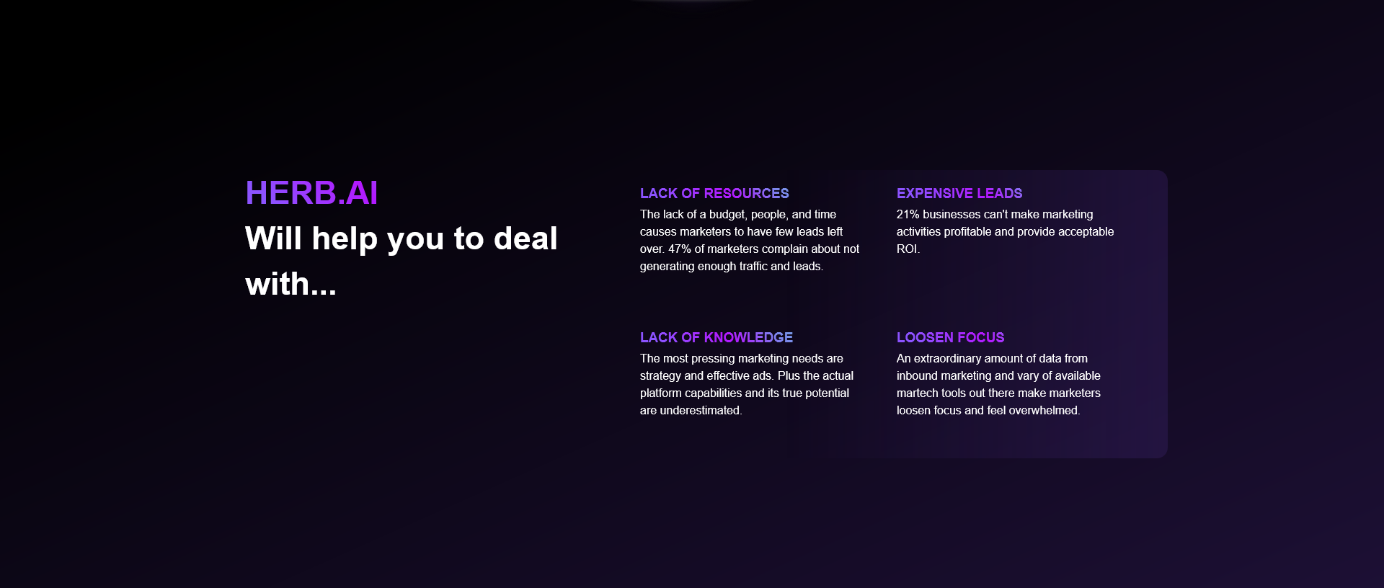 HERB.AI
Will help you to deal
with...
LACK OF RESOURCES
The lack of a budget, people, and time
causes marketers to have few leads left
over. 47% of marketers complain about not
generating enough traffic and leads.
EXPENSIVE LEADS
21% businesses can't make marketing
activities profitable and provide acceptable
ROI.
LACK OF KNOWLEDGE
The most pressing marketing needs are
strategy and effective ads. Plus the actual
platform capabilities and its true potential
are underestimated.
LOOSEN FOCUS
An extraordinary amount of data from
inbound marketing and vary of available
martech tools out there make marketers
loosen focus and feel overwhelmed.